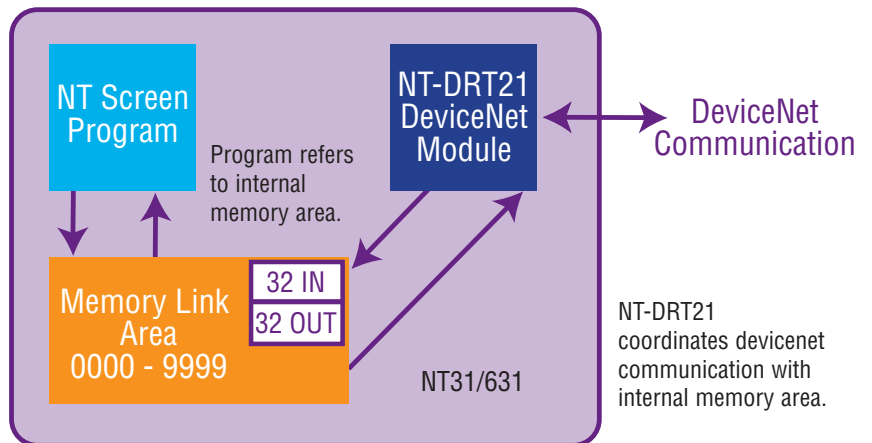 NT Screen
Program
NT-DRT21
DeviceNet
Module
DeviceNet
Communication
Program refers
to internal
memory area.
Memory Link
Area
0000 - 9999
32 IN
32 OUT
NT31/631
NT-DRT21
coordinates devicenet
communication with
internal memory area.